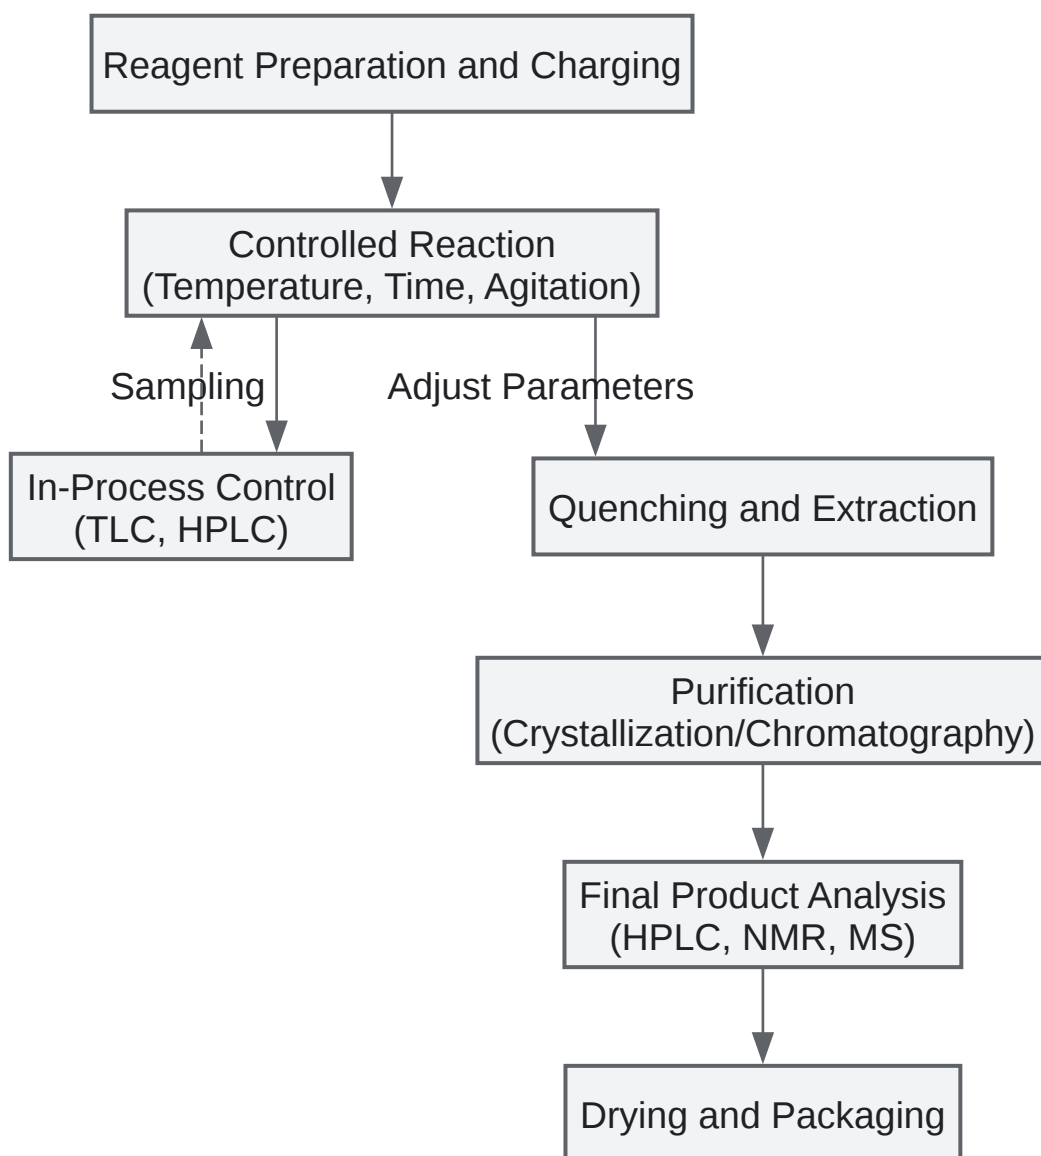 Reagent Preparation and Charging
Controlled Reaction
(Temperature, Time, Agitation)
Sampling
Adjust Parameters
In-Process Control
(TLC, HPLC)
Quenching and Extraction
Purification
(Crystallization/Chromatography)
Final Product Analysis
(HPLC, NMR, MS)
Drying and Packaging